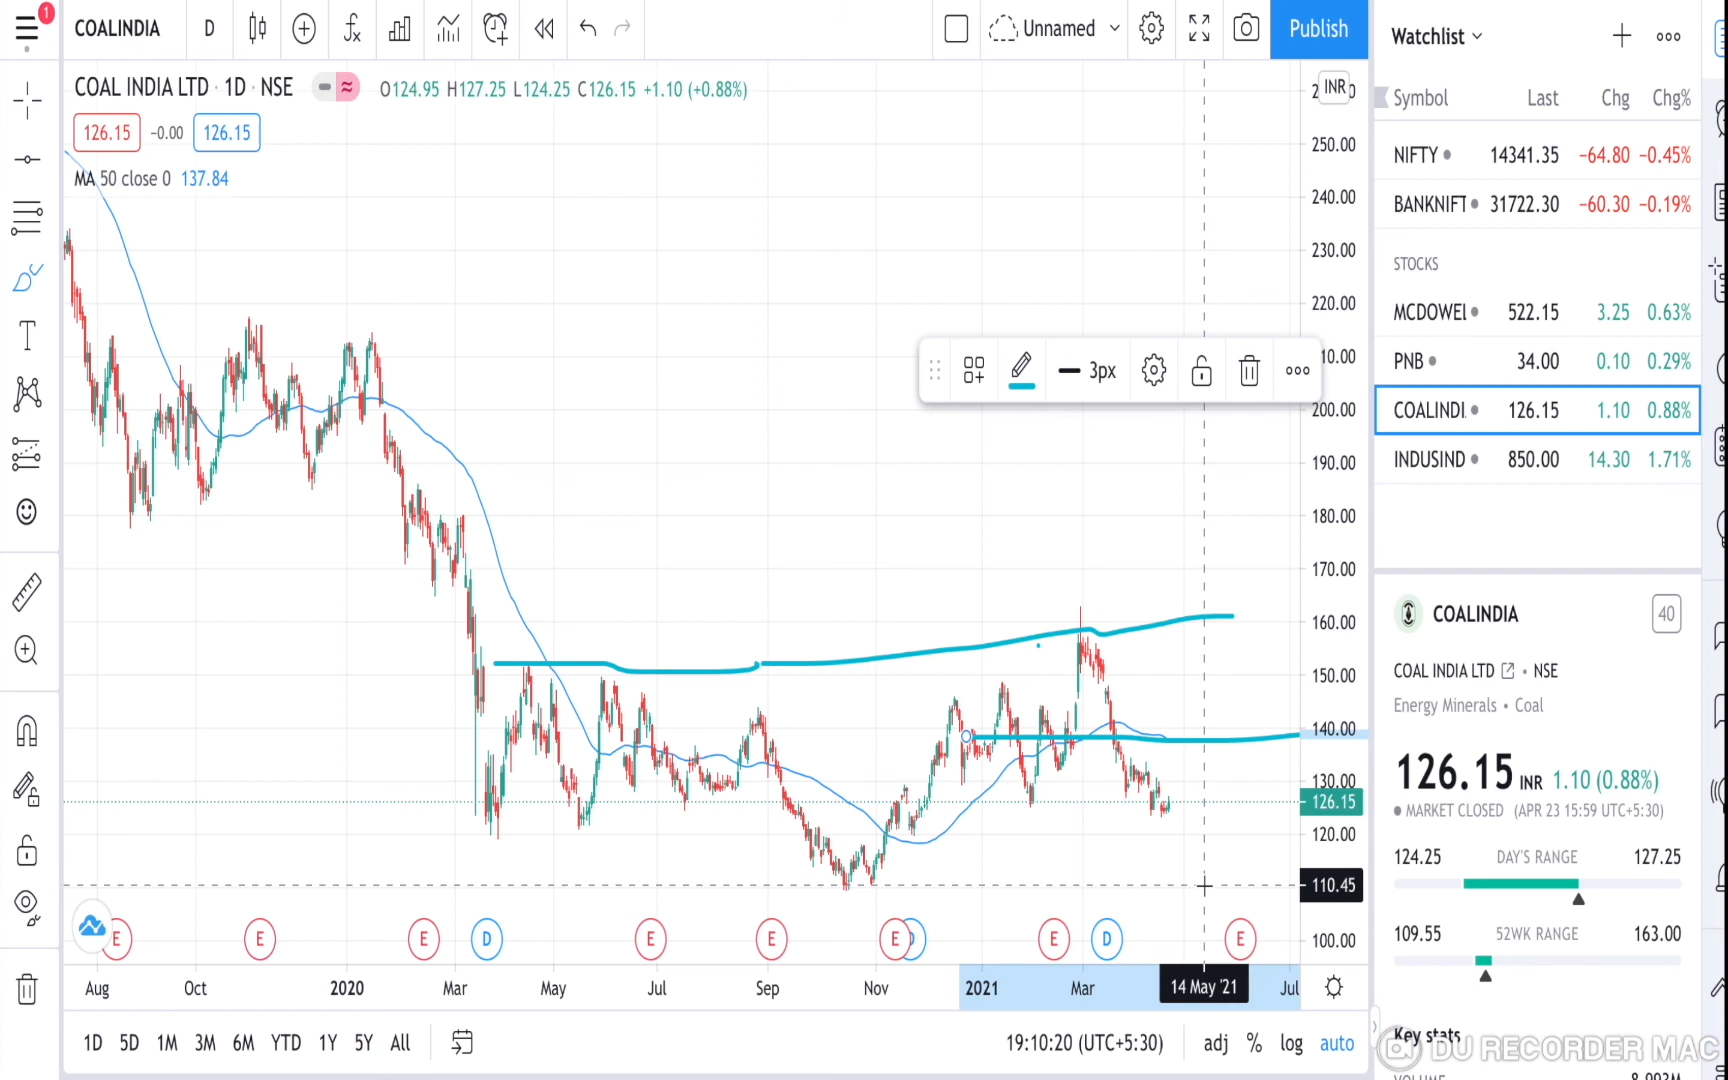 1
COALINDIA
D
Unnamed
Publish
COAL INDIA LTD · 1D · NSE
O124.95 H127.25 L124.25 C126.15 +1.10 (+0.88%)
126.15 −0.00 126.15
MA 50 close 0 137.84
INR
250.00
240.00
230.00
220.00
210.00
200.00
190.00
180.00
170.00
160.00
150.00
140.00
130.00
126.15
120.00
110.45
100.00
3px
E E E D E E E D E D E
Aug Oct 2020 Mar May Jul Sep Nov 2021 Mar 14 May '21 Jul
1D 5D 1M 3M 6M YTD 1Y 5Y All
19:10:20 (UTC+5:30) adj % log auto
Watchlist
Symbol Last Chg Chg%
NIFTY 14341.35 −64.80 −0.45%
BANKNIFT 31722.30 −60.30 −0.19%
STOCKS
MCDOWEL 522.15 3.25 0.63%
PNB 34.00 0.10 0.29%
COALINDI 126.15 1.10 0.88%
INDUSIND 850.00 14.30 1.71%
COALINDIA 40
COAL INDIA LTD • NSE
Energy Minerals • Coal
126.15 INR 1.10 (0.88%)
MARKET CLOSED (APR 23 15:59 UTC+5:30)
124.25 DAY'S RANGE 127.25
109.55 52WK RANGE 163.00
Key stats
DU RECORDER MAC
VOLUME 8.093M